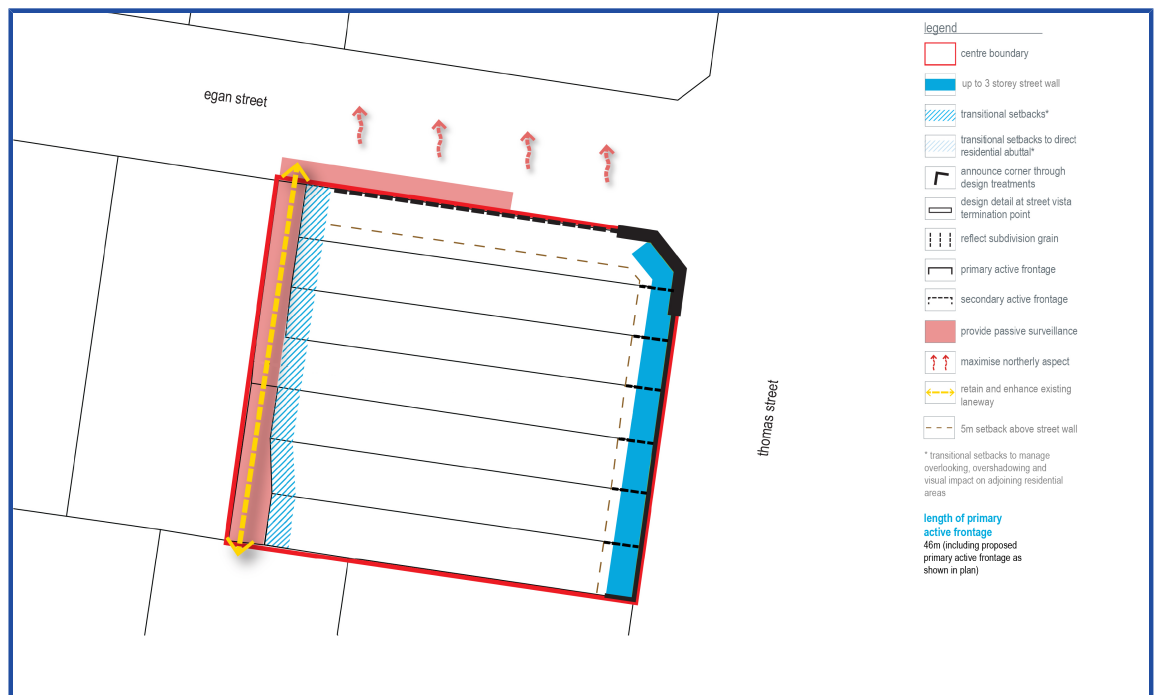 egan street
thomas street
legend
centre boundary
up to 3 storey street wall
transitional setbacks*
transitional setbacks to direct
residential abuttal*
announce corner through
design treatments
design detail at street vista
termination point
reflect subdivision grain
primary active frontage
secondary active frontage
provide passive surveillance
maximise northerly aspect
retain and enhance existing
laneway
5m setback above street wall
* transitional setbacks to manage
overlooking, overshadowing and
visual impact on adjoining residential
areas
length of primary
active frontage
46m (including proposed
primary active frontage as
shown in plan)